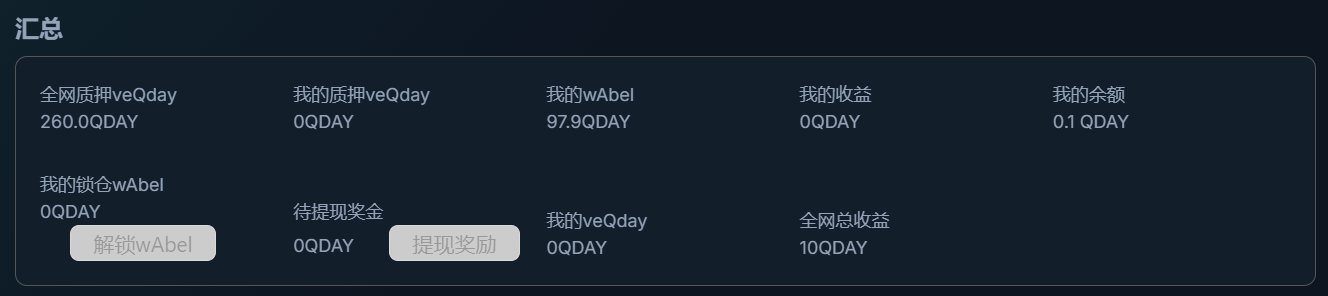 汇总
全网质押veQday
260.0QDAY
我的质押veQday
0QDAY
我的wAbel
97.9QDAY
我的收益
0QDAY
我的余额
0.1 QDAY
我的锁仓wAbel
0QDAY
解锁wAbel
待提现奖金
0QDAY
提现奖励
我的veQday
0QDAY
全网总收益
10QDAY